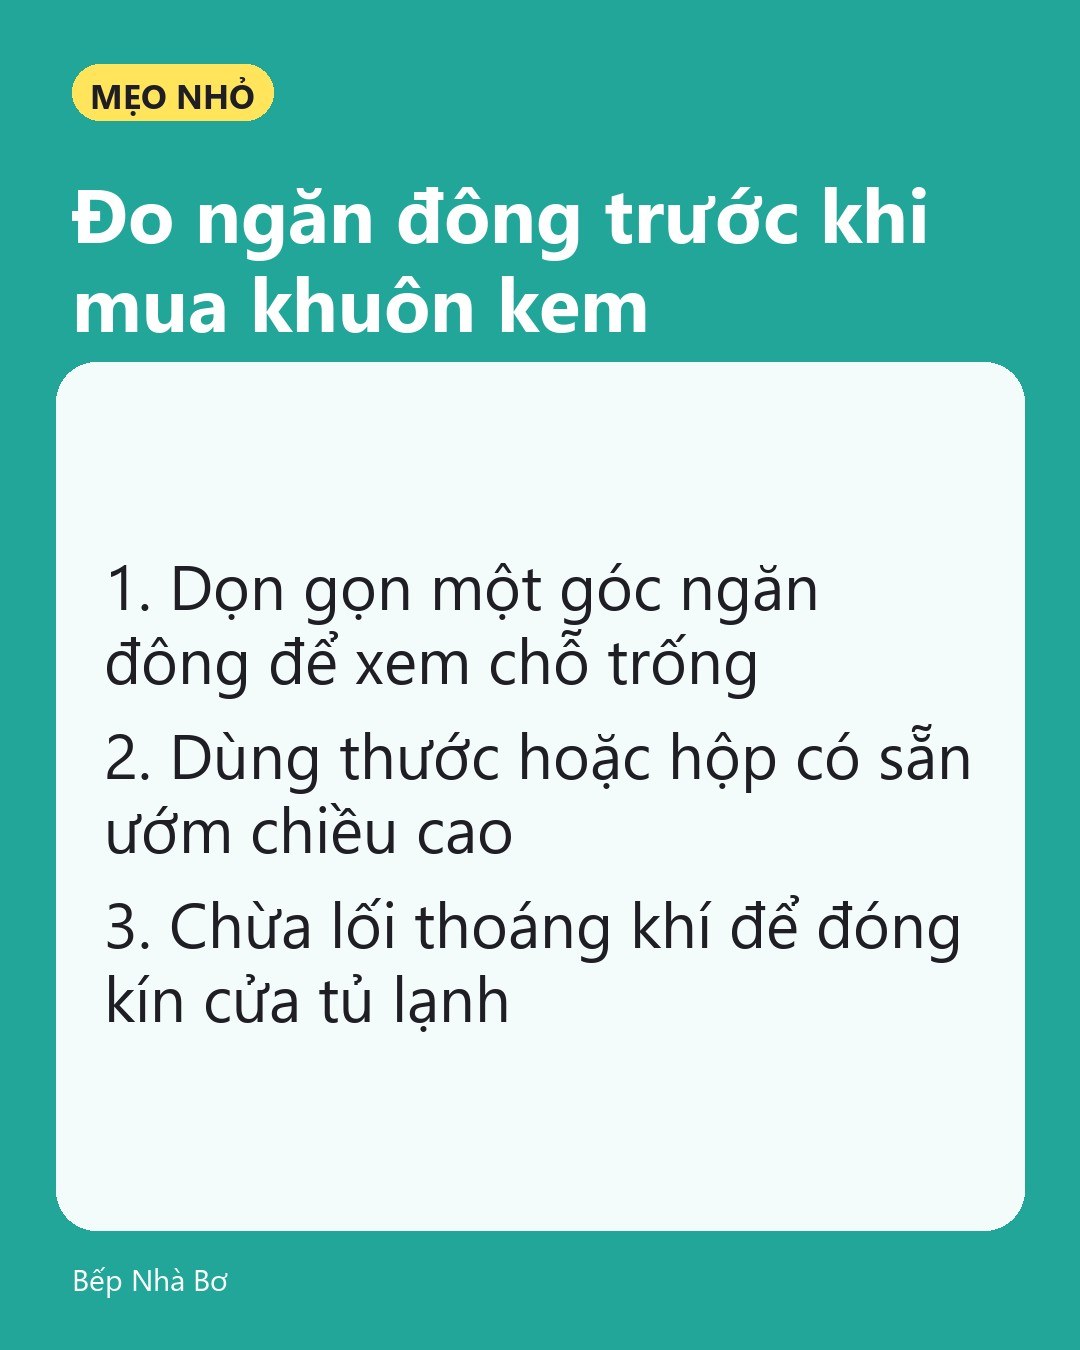 MẸO NHỎ
Đo ngăn đông trước khi
mua khuôn kem
1. Dọn gọn một góc ngăn
đông để xem chỗ trống
2. Dùng thước hoặc hộp có sẵn
ướm chiều cao
3. Chừa lối thoáng khí để đóng
kín cửa tủ lạnh
Bếp Nhà Bơ